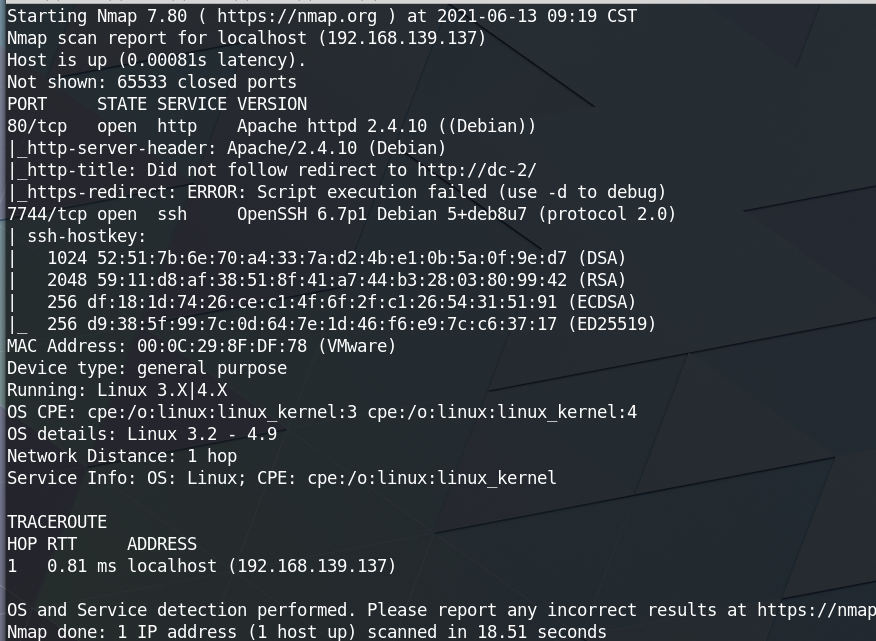 Starting Nmap 7.80 ( https://nmap.org ) at 2021-06-13 09:19 CST
Nmap scan report for localhost (192.168.139.137)
Host is up (0.00081s latency).
Not shown: 65533 closed ports
PORT     STATE SERVICE VERSION
80/tcp   open  http    Apache httpd 2.4.10 ((Debian))
|_http-server-header: Apache/2.4.10 (Debian)
|_http-title: Did not follow redirect to http://dc-2/
|_https-redirect: ERROR: Script execution failed (use -d to debug)
7744/tcp open  ssh     OpenSSH 6.7p1 Debian 5+deb8u7 (protocol 2.0)
| ssh-hostkey:
|   1024 52:51:7b:6e:70:a4:33:7a:d2:4b:e1:0b:5a:0f:9e:d7 (DSA)
|   2048 59:11:d8:af:38:51:8f:41:a7:44:b3:28:03:80:99:42 (RSA)
|   256 df:18:1d:74:26:ce:c1:4f:6f:2f:c1:26:54:31:51:91 (ECDSA)
|_  256 d9:38:5f:99:7c:0d:64:7e:1d:46:f6:e9:7c:c6:37:17 (ED25519)
MAC Address: 00:0C:29:8F:DF:78 (VMware)
Device type: general purpose
Running: Linux 3.X|4.X
OS CPE: cpe:/o:linux:linux_kernel:3 cpe:/o:linux:linux_kernel:4
OS details: Linux 3.2 - 4.9
Network Distance: 1 hop
Service Info: OS: Linux; CPE: cpe:/o:linux:linux_kernel
TRACEROUTE
HOP RTT     ADDRESS
1   0.81 ms localhost (192.168.139.137)
OS and Service detection performed. Please report any incorrect results at https://nmap
Nmap done: 1 IP address (1 host up) scanned in 18.51 seconds